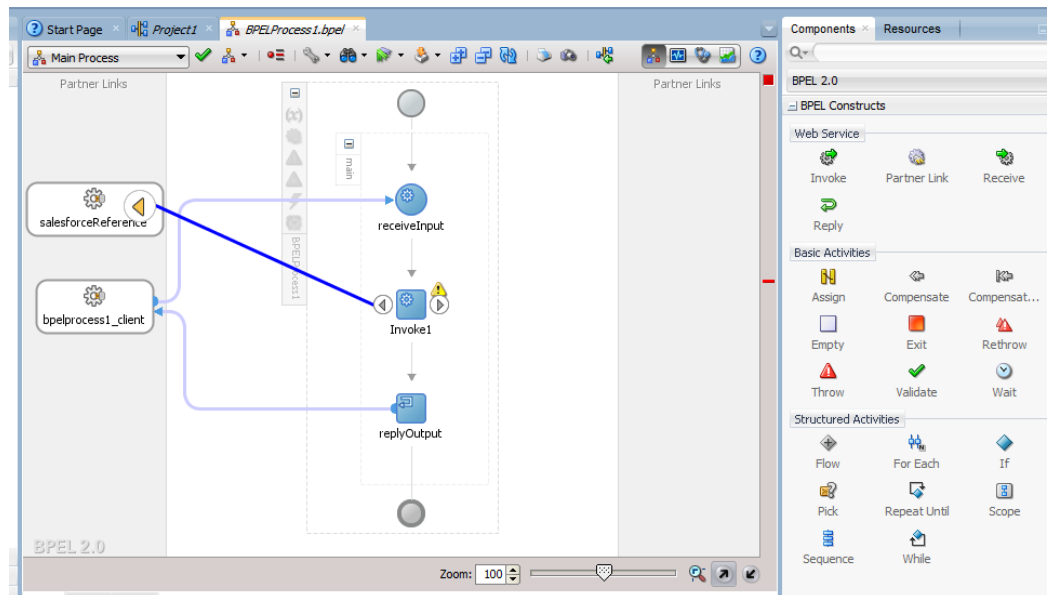 Start Page
Project1
BPELProcess1.bpel
Components
Resources
Main Process
BPEL 2.0
Partner Links
Partner Links
BPEL Constructs
Web Service
(x)
main
Invoke
Partner Link
Receive
salesforceReference
receiveInput
Reply
BPELProcess1
Basic Activities
bpelprocess1_client
Assign
Compensate
Compensat...
Invoke1
Empty
Exit
Rethrow
Throw
Validate
Wait
replyOutput
Structured Activities
Flow
For Each
If
Pick
Repeat Until
Scope
BPEL 2.0
Sequence
While
Zoom: 100